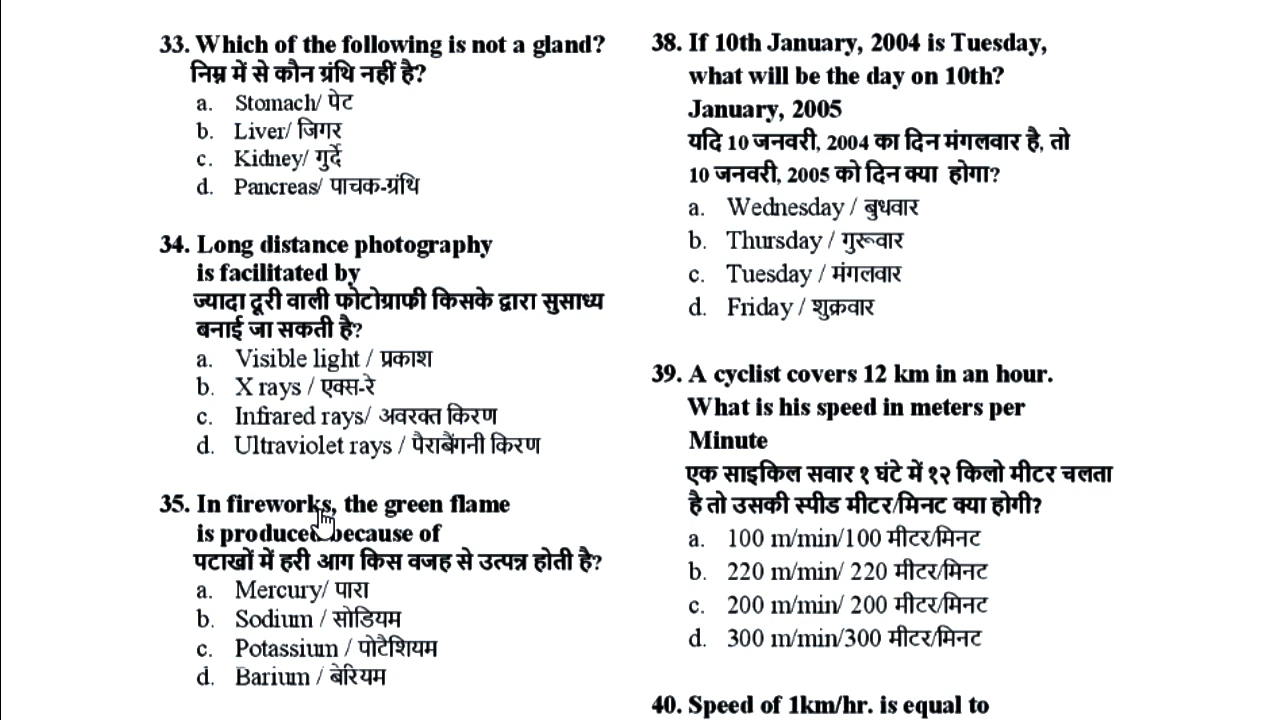 33. Which of the following is not a gland?
निम्न में से कौन ग्रंथि नहीं है?
a. Stomach/ पेट
b. Liver/ जिगर
c. Kidney/ गुर्दे
d. Pancreas/ पाचक-ग्रंथि
34. Long distance photography
is facilitated by
ज्यादा दूरी वाली फोटोग्राफी किसके द्वारा सुसाध्य
बनाई जा सकती है?
a. Visible light / प्रकाश
b. X rays / एक्स-रे
c. Infrared rays/ अवरक्त किरण
d. Ultraviolet rays / पैराबैंगनी किरण
35. In fireworks, the green flame
is produced because of
पटाखों में हरी आग किस वजह से उत्पन्न होती है?
a. Mercury/ पारा
b. Sodium / सोडियम
c. Potassium / पोटैशियम
d. Barium / बेरियम
38. If 10th January, 2004 is Tuesday,
what will be the day on 10th?
January, 2005
यदि 10 जनवरी, 2004 का दिन मंगलवार है, तो
10 जनवरी, 2005 को दिन क्या होगा?
a. Wednesday / बुधवार
b. Thursday / गुरूवार
c. Tuesday / मंगलवार
d. Friday / शुक्रवार
39. A cyclist covers 12 km in an hour.
What is his speed in meters per
Minute
एक साइकिल सवार १ घंटे में १२ किलो मीटर चलता
है तो उसकी स्पीड मीटर/मिनट क्या होगी?
a. 100 m/min/100 मीटर/मिनट
b. 220 m/min/ 220 मीटर/मिनट
c. 200 m/min/ 200 मीटर/मिनट
d. 300 m/min/300 मीटर/मिनट
40. Speed of 1km/hr. is equal to